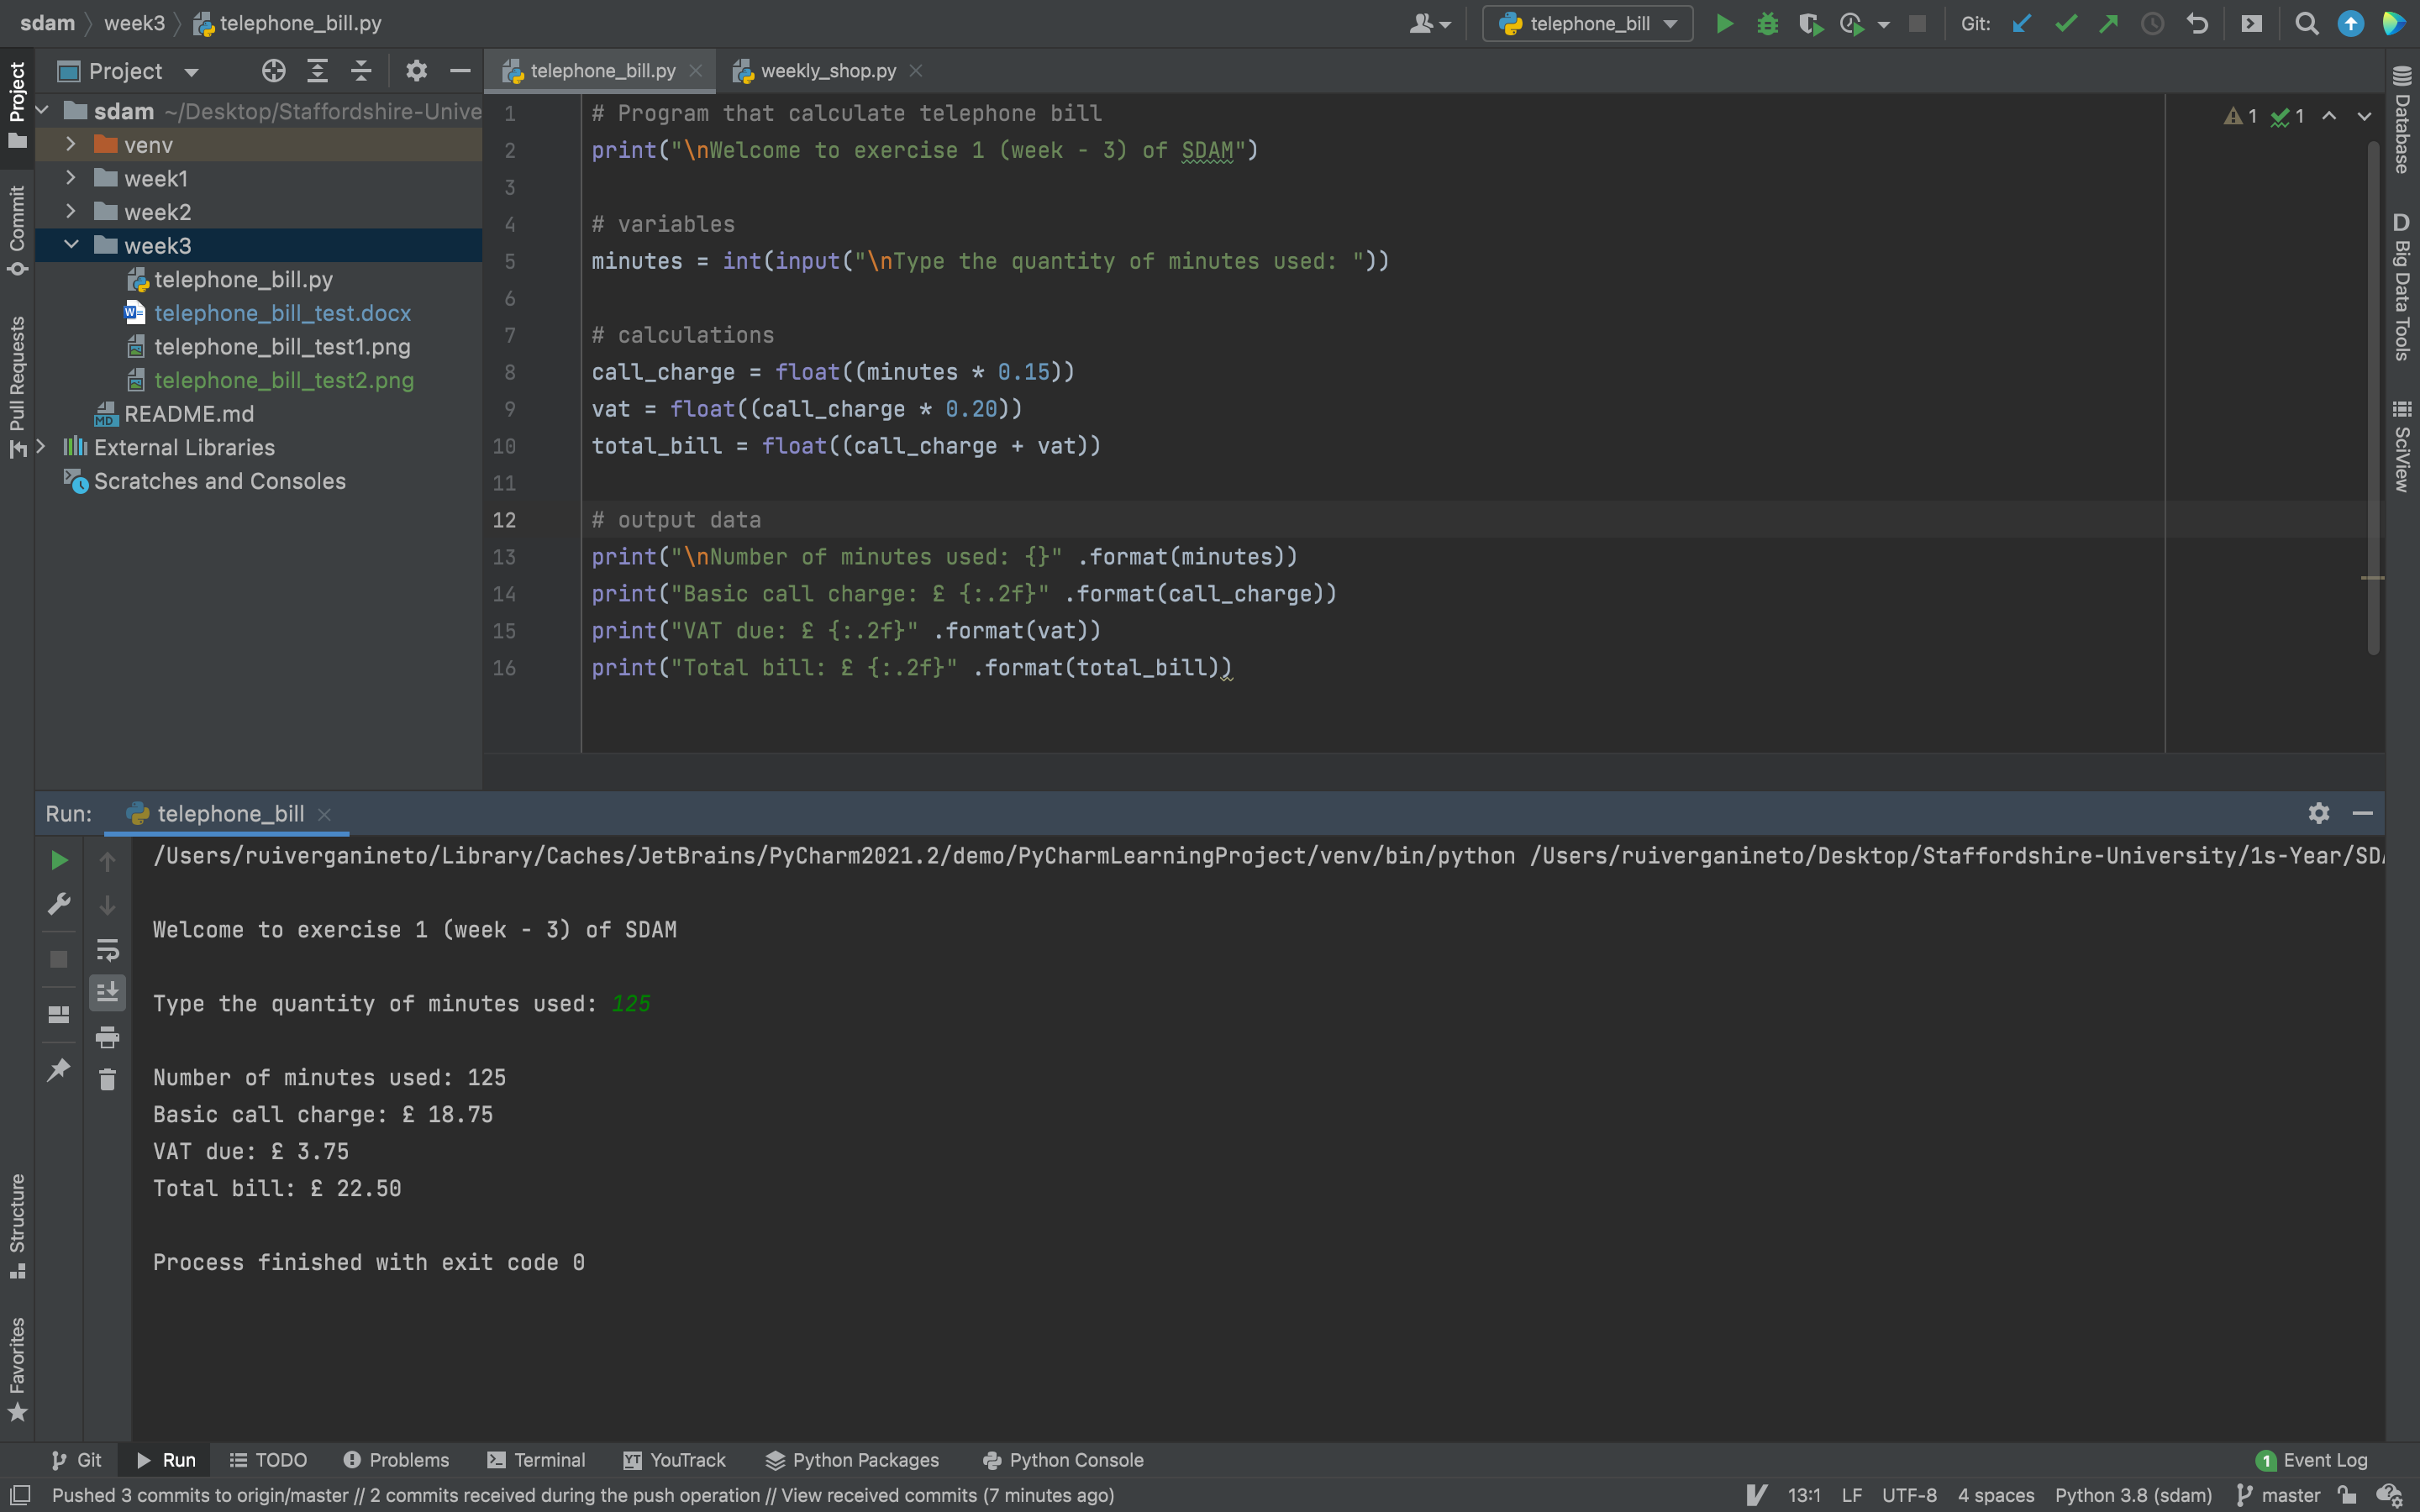 sdam week3 telephone_bill.py
telephone_bill Git:
Project
telephone_bill.py weekly_shop.py
sdam ~/Desktop/Staffordshire-Unive
venv
week1
week2
week3
telephone_bill.py
telephone_bill_test.docx
telephone_bill_test1.png
telephone_bill_test2.png
README.md
External Libraries
Scratches and Consoles
Project
Commit
Pull Requests
Structure
Favorites
1 # Program that calculate telephone bill
2 print("\nWelcome to exercise 1 (week - 3) of SDAM")
3
4 # variables
5 minutes = int(input("\nType the quantity of minutes used: "))
6
7 # calculations
8 call_charge = float((minutes * 0.15))
9 vat = float((call_charge * 0.20))
10 total_bill = float((call_charge + vat))
11
12 # output data
13 print("\nNumber of minutes used: {}" .format(minutes))
14 print("Basic call charge: £ {:.2f}" .format(call_charge))
15 print("VAT due: £ {:.2f}" .format(vat))
16 print("Total bill: £ {:.2f}" .format(total_bill))
1 1
Database
D Big Data Tools
SciView
Run: telephone_bill
/Users/ruiverganineto/Library/Caches/JetBrains/PyCharm2021.2/demo/PyCharmLearningProject/venv/bin/python /Users/ruiverganineto/Desktop/Staffordshire-University/1s-Year/SDA
Welcome to exercise 1 (week - 3) of SDAM
Type the quantity of minutes used: 125
Number of minutes used: 125
Basic call charge: £ 18.75
VAT due: £ 3.75
Total bill: £ 22.50
Process finished with exit code 0
Git Run TODO Problems Terminal YT YouTrack Python Packages Python Console 1 Event Log
Pushed 3 commits to origin/master // 2 commits received during the push operation // View received commits (7 minutes ago) 13:1 LF UTF-8 4 spaces Python 3.8 (sdam) master